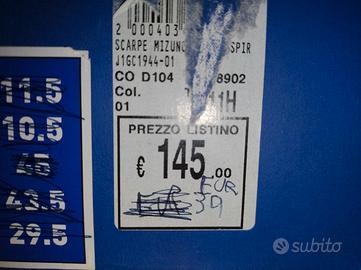 2 000403
SCARPE MIZUNO SPIR
J1GC1944-01
CO D104 8902
Col. 11H
01
PREZZO LISTINO
€ 145.00
EUR
39
11.5
10.5
45
43.5
29.5
subito